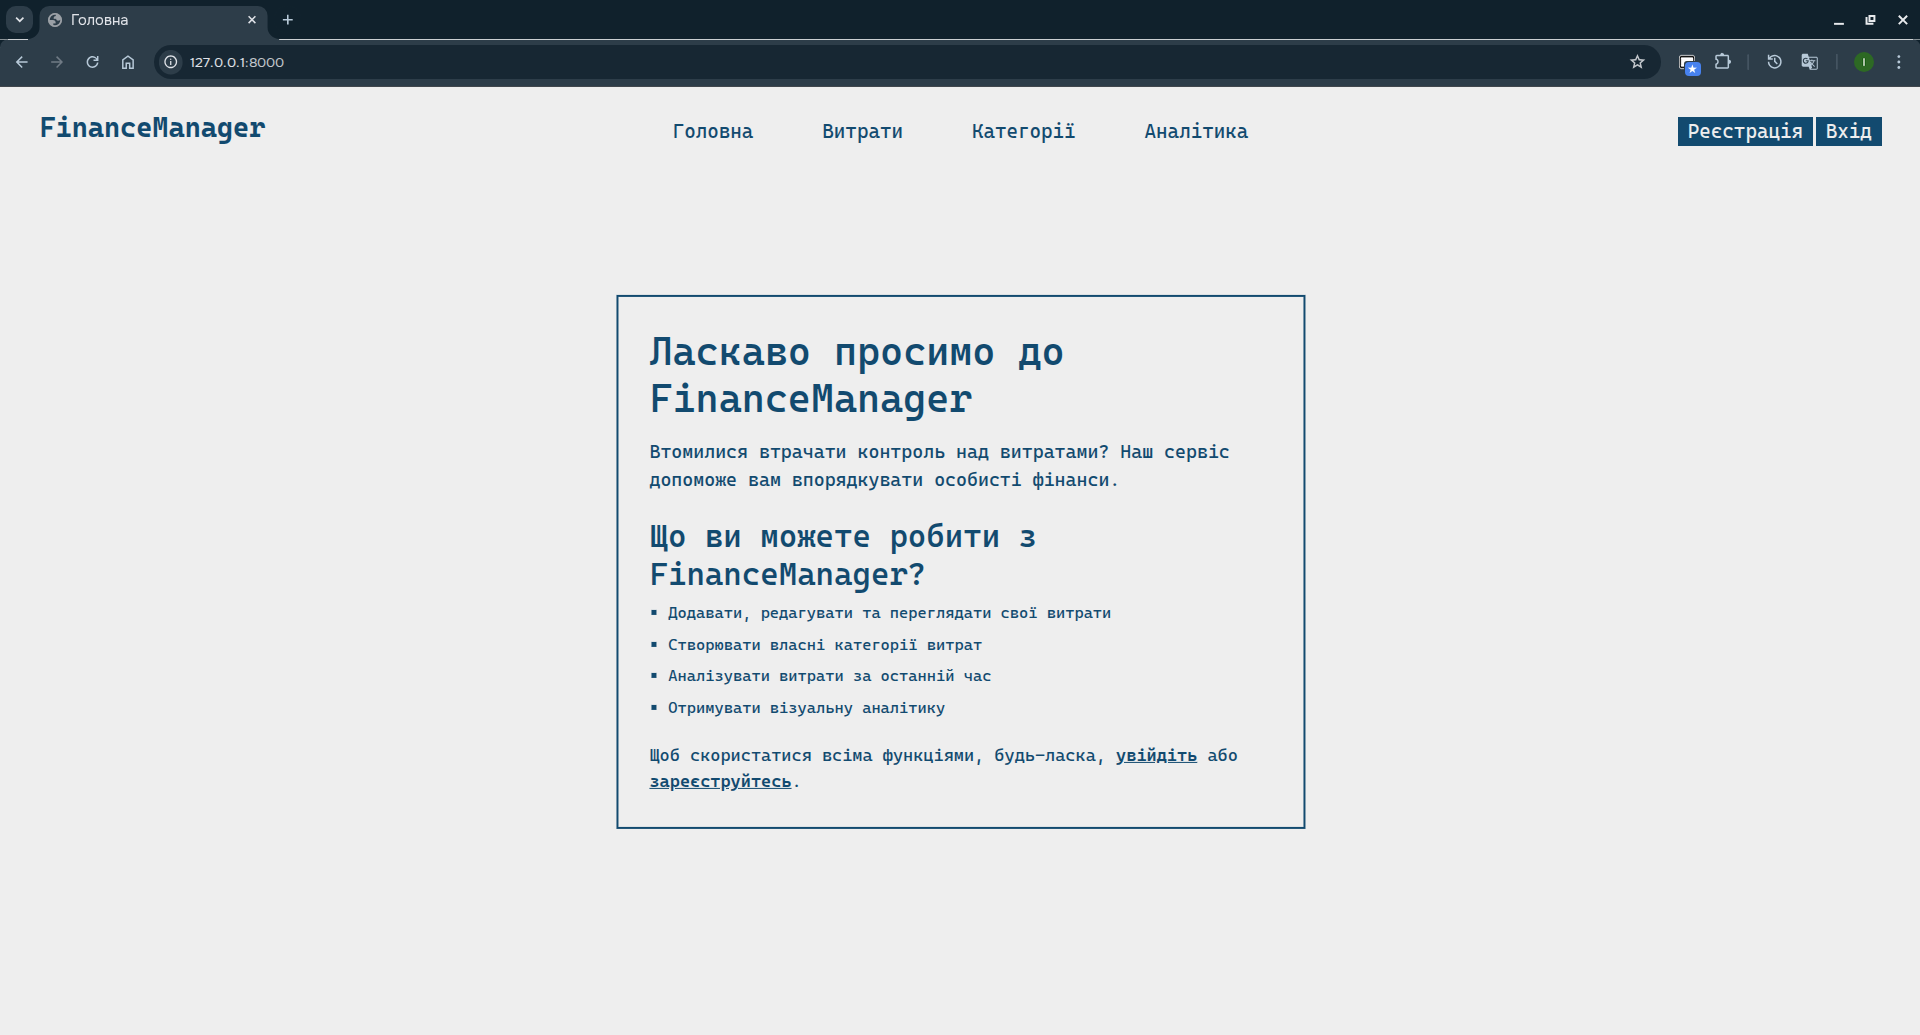 Головна
127.0.0.1:8000
I
FinanceManager
Головна Витрати Категорії Аналітика
Реєстрація Вхід
Ласкаво просимо до
FinanceManager
Втомилися втрачати контроль над витратами? Наш сервіс
допоможе вам впорядкувати особисті фінанси.
Що ви можете робити з
FinanceManager?
▪ Додавати, редагувати та переглядати свої витрати
▪ Створювати власні категорії витрат
▪ Аналізувати витрати за останній час
▪ Отримувати візуальну аналітику
Щоб скористатися всіма функціями, будь-ласка, увійдіть або
зареєструйтесь.